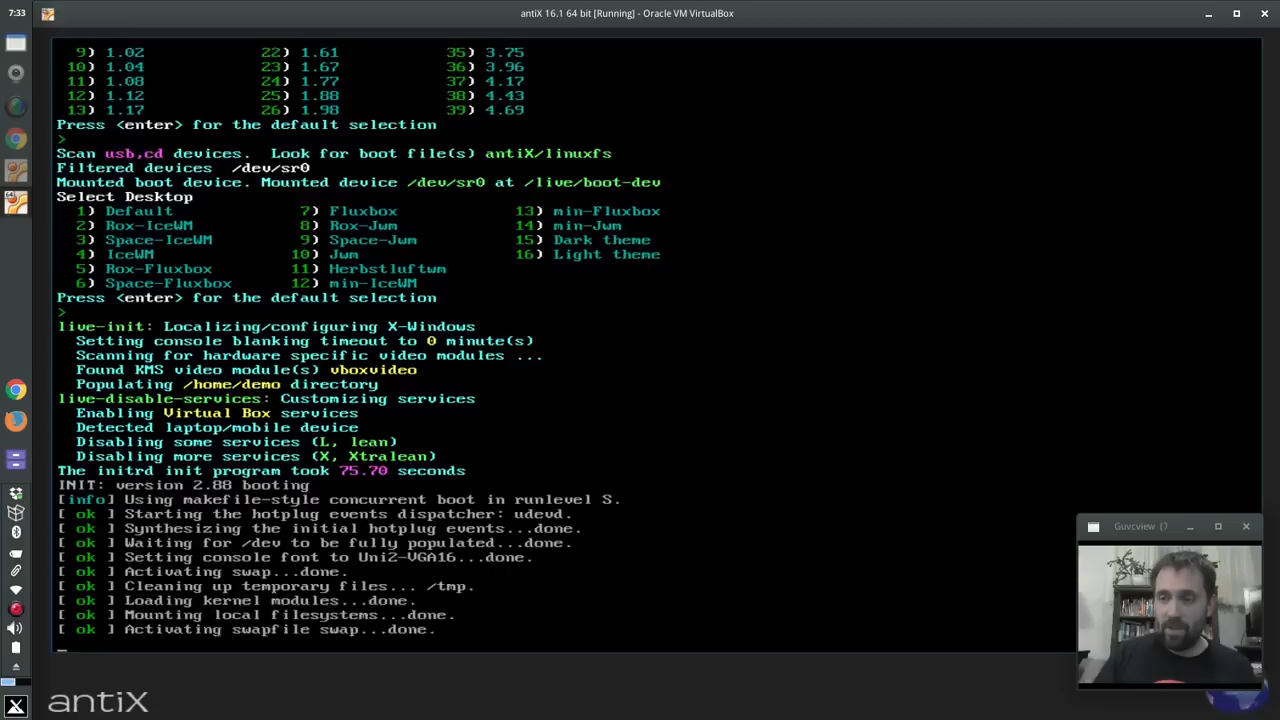 7:33
antiX 16.1 64 bit [Running] - Oracle VM VirtualBox
9) 1.02 22) 1.61 35) 3.75
10) 1.04 23) 1.67 36) 3.96
11) 1.08 24) 1.77 37) 4.17
12) 1.12 25) 1.88 38) 4.43
13) 1.17 26) 1.98 39) 4.69
Press <enter> for the default selection
>
Scan usb,cd devices. Look for boot file(s) antiX/linuxfs
Filtered devices /dev/sr0
Mounted boot device. Mounted device /dev/sr0 at /live/boot-dev
Select Desktop
1) Default 7) Fluxbox 13) min-Fluxbox
2) Rox-IceWM 8) Rox-Jwm 14) min-Jwm
3) Space-IceWM 9) Space-Jwm 15) Dark theme
4) IceWM 10) Jwm 16) Light theme
5) Rox-Fluxbox 11) Herbstluftwm
6) Space-Fluxbox 12) min-IceWM
Press <enter> for the default selection
>
live-init: Localizing/configuring X-Windows
Setting console blanking timeout to 0 minute(s)
Scanning for hardware specific video modules ...
Found KMS video module(s) vboxvideo
Populating /home/demo directory
live-disable-services: Customizing services
Enabling Virtual Box services
Detected laptop/mobile device
Disabling some services (L, lean)
Disabling more services (X, Xtralean)
The initrd init program took 75.70 seconds
INIT: version 2.88 booting
[info] Using makefile-style concurrent boot in runlevel S.
[ ok ] Starting the hotplug events dispatcher: udevd.
[ ok ] Synthesizing the initial hotplug events...done.
[ ok ] Waiting for /dev to be fully populated...done.
[ ok ] Setting console font to Uni2-VGA16...done.
[ ok ] Activating swap...done.
[ ok ] Cleaning up temporary files... /tmp.
[ ok ] Loading kernel modules...done.
[ ok ] Mounting local filesystems...done.
[ ok ] Activating swapfile swap...done.
Guvcview (7
antiX